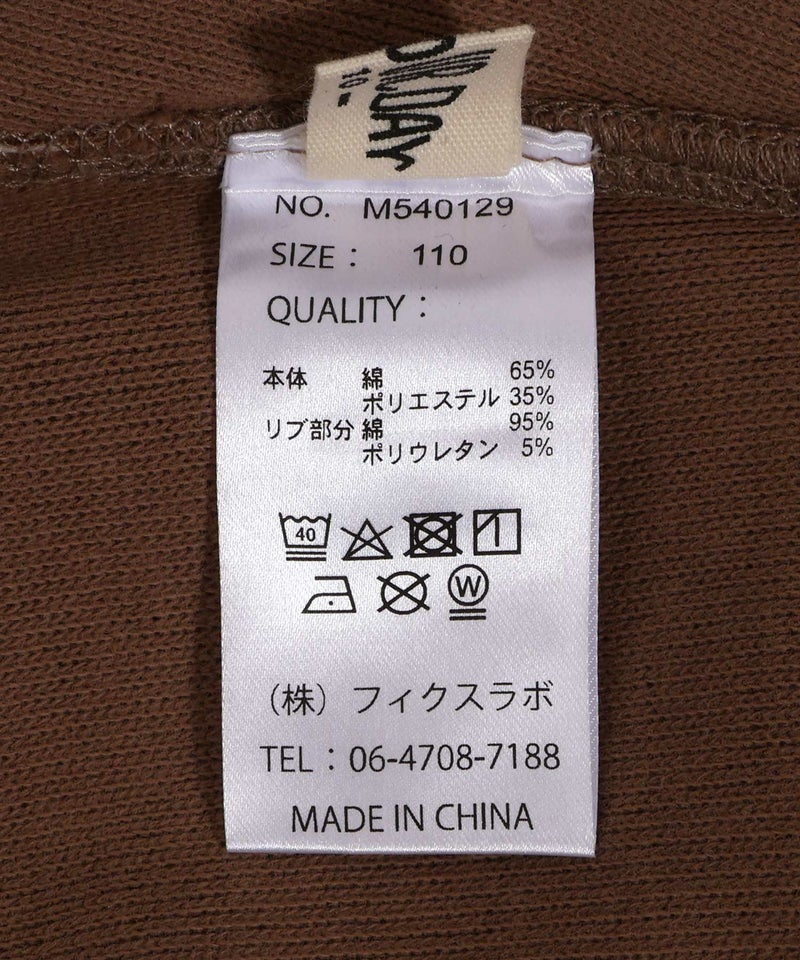 NO. M540129
SIZE： 110
QUALITY：
本体 綿 65%
ポリエステル 35%
リブ部分 綿 95%
ポリウレタン 5%
40
W
（株）フィクスラボ
TEL：06-4708-7188
MADE IN CHINA